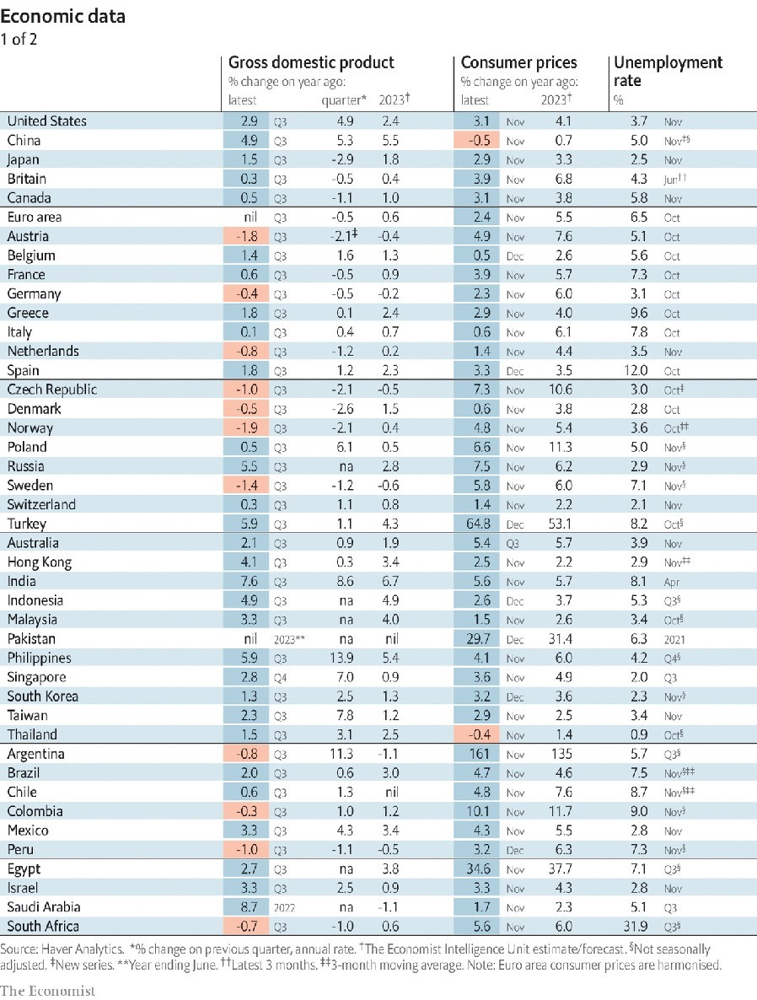 Economic data
1 of 2
Gross domestic product Consumer prices Unemployment
% change on year ago: % change on year ago: rate
latest quarter* 2023† latest 2023† %
United States 2.9 Q3 4.9 2.4 3.1 Nov 4.1 3.7 Nov
China 4.9 Q3 5.3 5.5 -0.5 Nov 0.7 5.0 Nov‡§
Japan 1.5 Q3 -2.9 1.8 2.9 Nov 3.3 2.5 Nov
Britain 0.3 Q3 -0.5 0.4 3.9 Nov 6.8 4.3 Jun††
Canada 0.5 Q3 -1.1 1.0 3.1 Nov 3.8 5.8 Nov
Euro area nil Q3 -0.5 0.6 2.4 Nov 5.5 6.5 Oct
Austria -1.8 Q3 -2.1‡ -0.4 4.9 Nov 7.6 5.1 Oct
Belgium 1.4 Q3 1.6 1.3 0.5 Dec 2.6 5.6 Oct
France 0.6 Q3 -0.5 0.9 3.9 Nov 5.7 7.3 Oct
Germany -0.4 Q3 -0.5 -0.2 2.3 Nov 6.0 3.1 Oct
Greece 1.8 Q3 0.1 2.4 2.9 Nov 4.0 9.6 Oct
Italy 0.1 Q3 0.4 0.7 0.6 Nov 6.1 7.8 Oct
Netherlands -0.8 Q3 -1.2 0.2 1.4 Nov 4.4 3.5 Nov
Spain 1.8 Q3 1.2 2.3 3.3 Dec 3.5 12.0 Oct
Czech Republic -1.0 Q3 -2.1 -0.5 7.3 Nov 10.6 3.0 Oct‡
Denmark -0.5 Q3 -2.6 1.5 0.6 Nov 3.8 2.8 Oct
Norway -1.9 Q3 -2.1 0.4 4.8 Nov 5.4 3.6 Oct‡‡
Poland 0.5 Q3 6.1 0.5 6.6 Nov 11.3 5.0 Nov§
Russia 5.5 Q3 na 2.8 7.5 Nov 6.2 2.9 Nov§
Sweden -1.4 Q3 -1.2 -0.6 5.8 Nov 6.0 7.1 Nov§
Switzerland 0.3 Q3 1.1 0.8 1.4 Nov 2.2 2.1 Nov
Turkey 5.9 Q3 1.1 4.3 64.8 Dec 53.1 8.2 Oct§
Australia 2.1 Q3 0.9 1.9 5.4 Q3 5.7 3.9 Nov
Hong Kong 4.1 Q3 0.3 3.4 2.5 Nov 2.2 2.9 Nov‡‡
India 7.6 Q3 8.6 6.7 5.6 Nov 5.7 8.1 Apr
Indonesia 4.9 Q3 na 4.9 2.6 Dec 3.7 5.3 Q3§
Malaysia 3.3 Q3 na 4.0 1.5 Nov 2.6 3.4 Oct§
Pakistan nil 2023** na nil 29.7 Dec 31.4 6.3 2021
Philippines 5.9 Q3 13.9 5.4 4.1 Nov 6.0 4.2 Q4§
Singapore 2.8 Q4 7.0 0.9 3.6 Nov 4.9 2.0 Q3
South Korea 1.3 Q3 2.5 1.3 3.2 Dec 3.6 2.3 Nov§
Taiwan 2.3 Q3 7.8 1.2 2.9 Nov 2.5 3.4 Nov
Thailand 1.5 Q3 3.1 2.5 -0.4 Nov 1.4 0.9 Oct§
Argentina -0.8 Q3 11.3 -1.1 161 Nov 135 5.7 Q3§
Brazil 2.0 Q3 0.6 3.0 4.7 Nov 4.6 7.5 Nov§‡‡
Chile 0.6 Q3 1.3 nil 4.8 Nov 7.6 8.7 Nov§‡‡
Colombia -0.3 Q3 1.0 1.2 10.1 Nov 11.7 9.0 Nov§
Mexico 3.3 Q3 4.3 3.4 4.3 Nov 5.5 2.8 Nov
Peru -1.0 Q3 -1.1 -0.5 3.2 Dec 6.3 7.3 Nov§
Egypt 2.7 Q3 na 3.8 34.6 Nov 37.7 7.1 Q3§
Israel 3.3 Q3 2.5 0.9 3.3 Nov 4.3 2.8 Nov
Saudi Arabia 8.7 2022 na -1.1 1.7 Nov 2.3 5.1 Q3
South Africa -0.7 Q3 -1.0 0.6 5.6 Nov 6.0 31.9 Q3§
Source: Haver Analytics. *% change on previous quarter, annual rate. †The Economist Intelligence Unit estimate/forecast. §Not seasonally
adjusted. ‡New series. **Year ending June. ††Latest 3 months. ‡‡3-month moving average. Note: Euro area consumer prices are harmonised.
The Economist